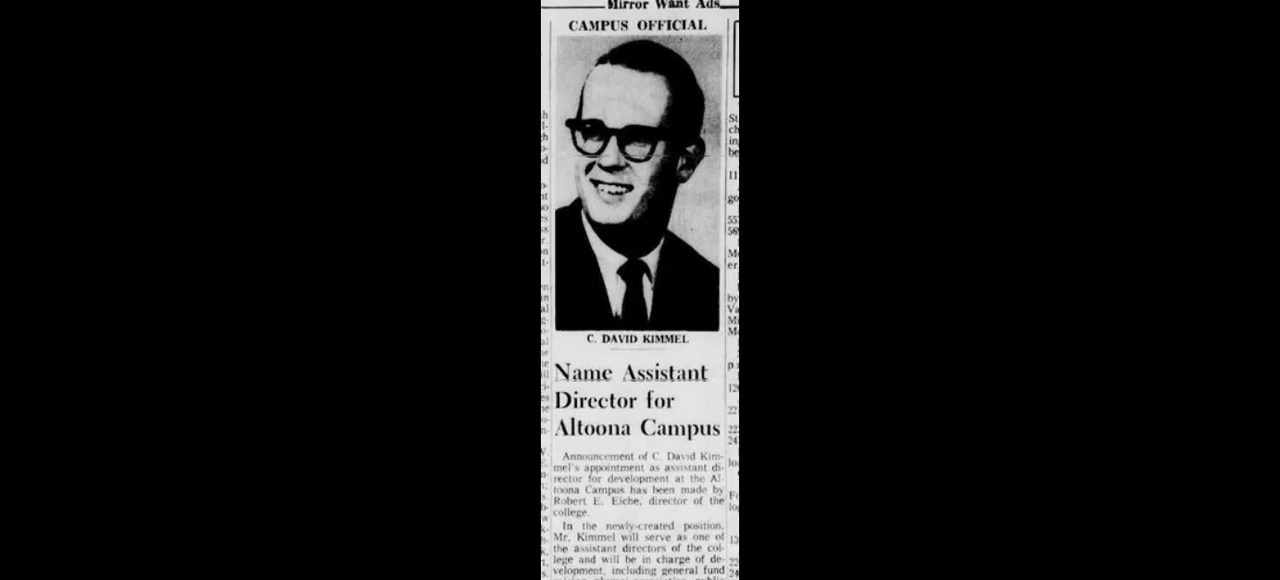 Mirror Want Ads
CAMPUS OFFICIAL
C. DAVID KIMMEL
Name Assistant
Director for
Altoona Campus
Announcement of C. David Kim-
mel's appointment as assistant di-
rector for development at the Al-
toona Campus has been made by
Robert E. Eiche, director of the
college.
In the newly-created position,
Mr. Kimmel will serve as one of
the assistant directors of the col-
lege and will be in charge of de-
velopment, including general fund